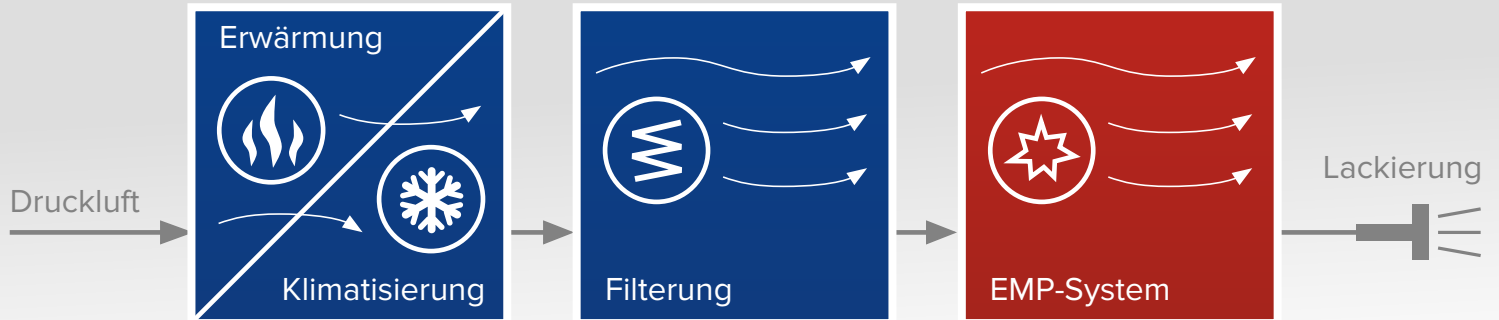 Druckluft
Erwärmung
Klimatisierung
Filterung
EMP-System
Lackierung